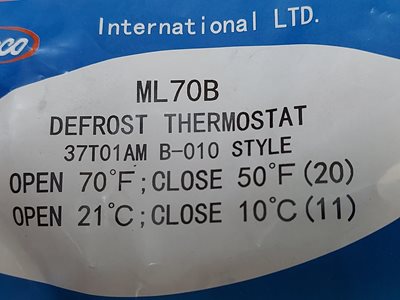 International LTD.
ML70B
DEFROST THERMOSTAT
37T01AM B-010 STYLE
OPEN 70°F;CLOSE 50°F(20)
OPEN 21°C;CLOSE 10°C(11)